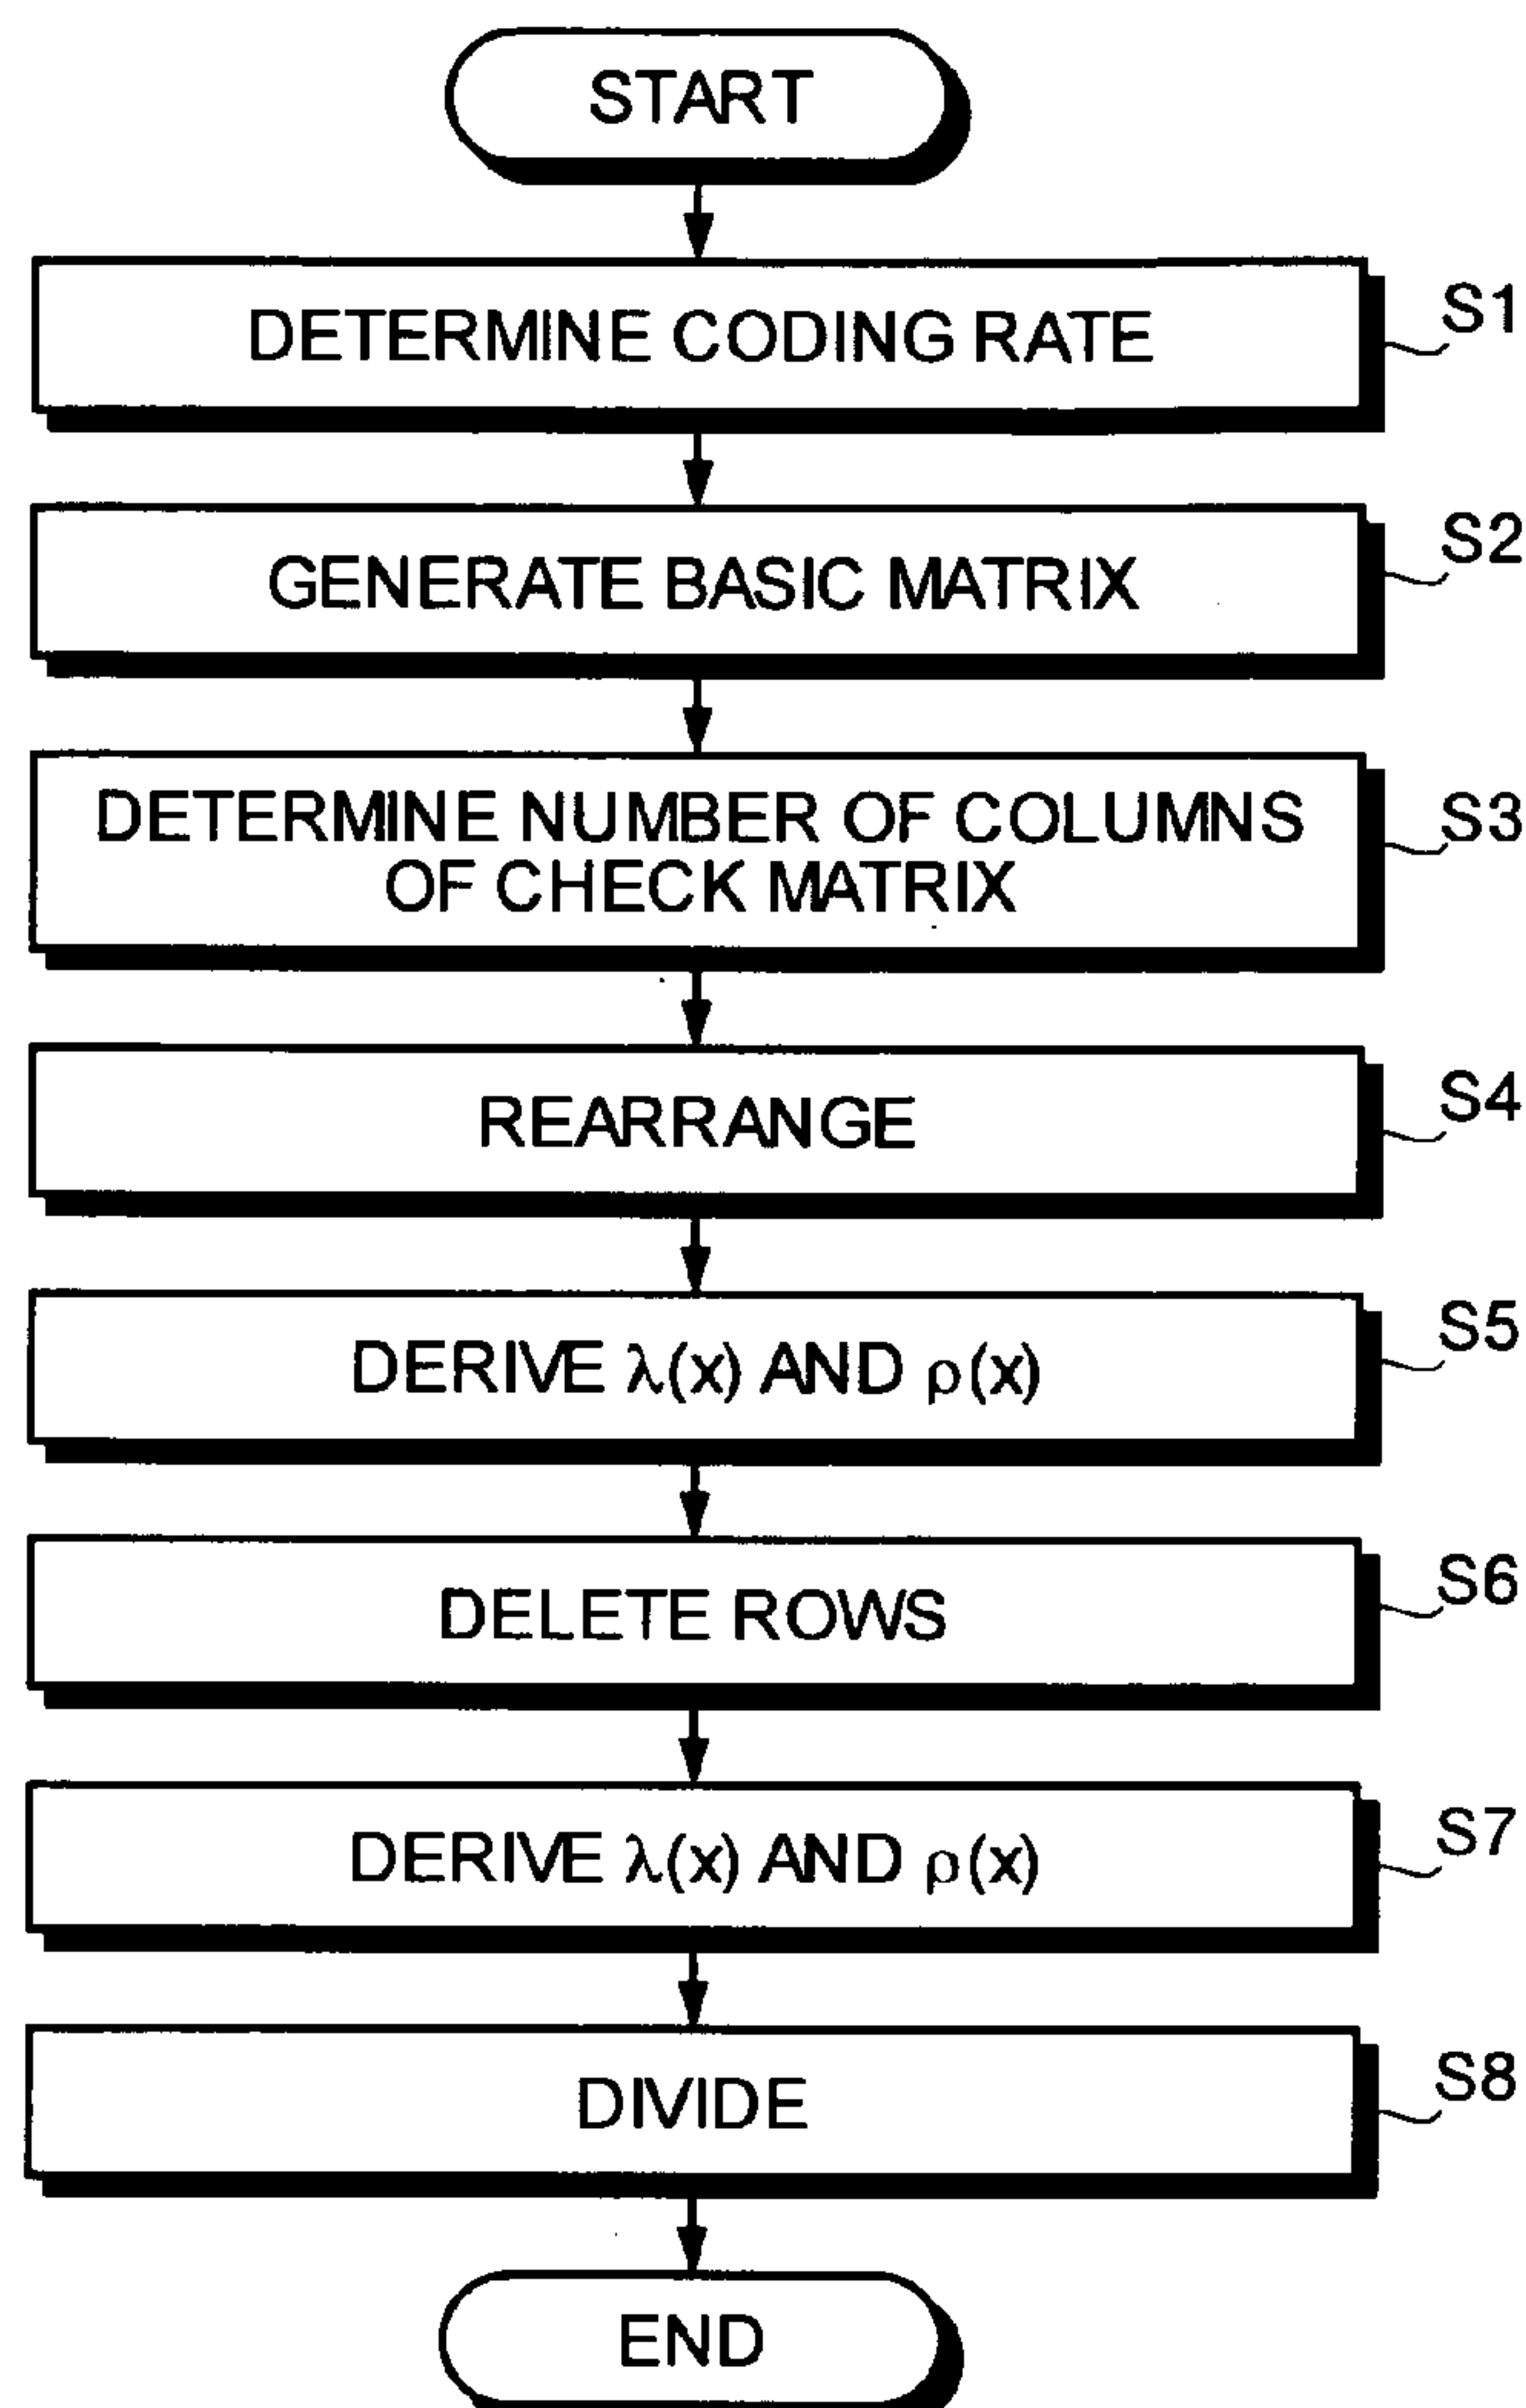 START
DETERMINE CODING RATE
S1
GENERATE BASIC MATRIX
S2
DETERMINE NUMBER OF COLUMNS
OF CHECK MATRIX
S3
REARRANGE
S4
DERIVE λ(x) AND ρ(x)
S5
DELETE ROWS
S6
DERIVE λ(x) AND ρ(x)
S7
DIVIDE
S8
END